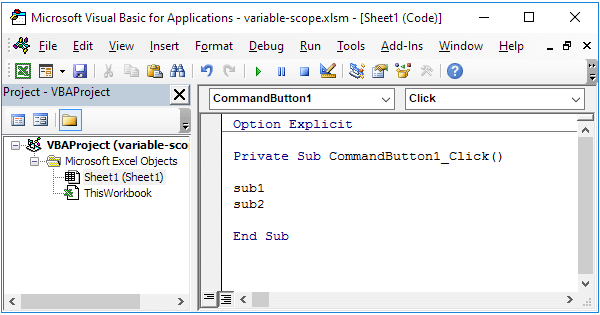 Microsoft Visual Basic for Applications - variable-scope.xlsm - [Sheet1 (Code)]
File Edit View Insert Format Debug Run Tools Add-Ins Window Help
Project - VBAProject
VBAProject (variable-sco
Microsoft Excel Objects
Sheet1 (Sheet1)
ThisWorkbook
CommandButton1 Click
Option Explicit
Private Sub CommandButton1_Click()
sub1
sub2
End Sub